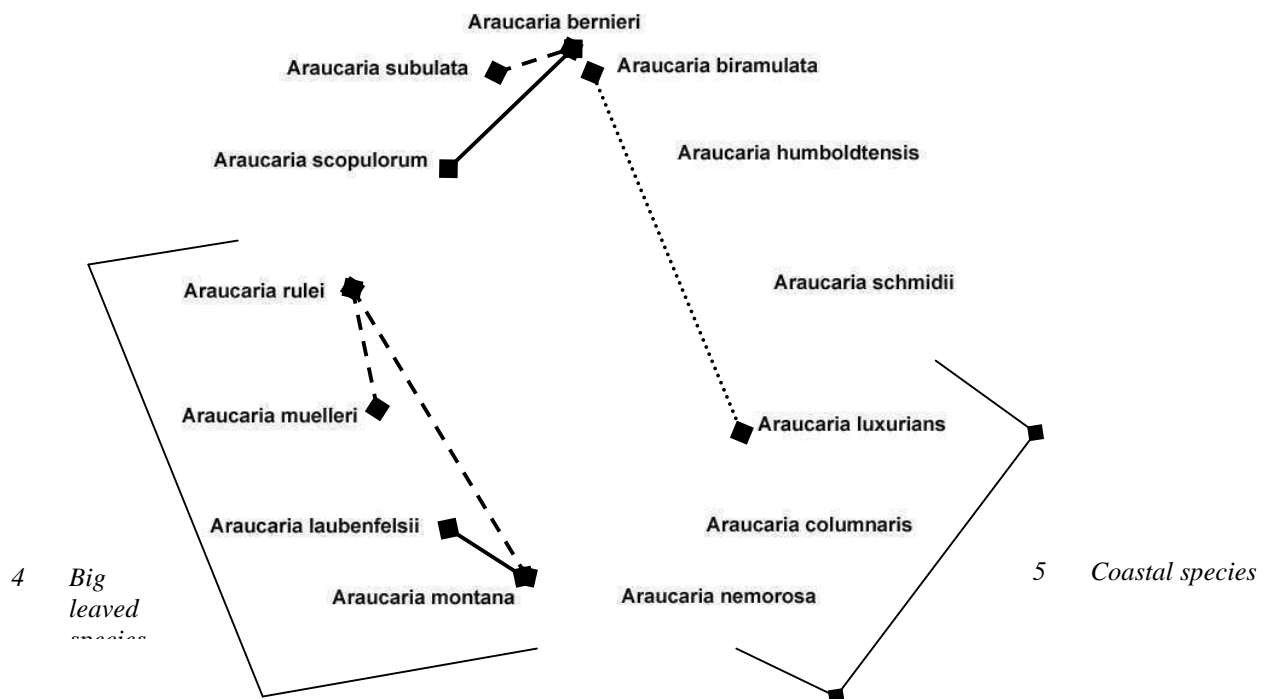 Araucaria bernieri
Araucaria subulata
Araucaria biramulata
Araucaria humboldtensis
Araucaria scopulorum
Araucaria schmidii
Araucaria rulei
Araucaria muelleri
Araucaria luxurians
Araucaria laubenfelsii
Araucaria columnaris
4 Big
leaved
species
5 Coastal species
Araucaria montana
Araucaria nemorosa